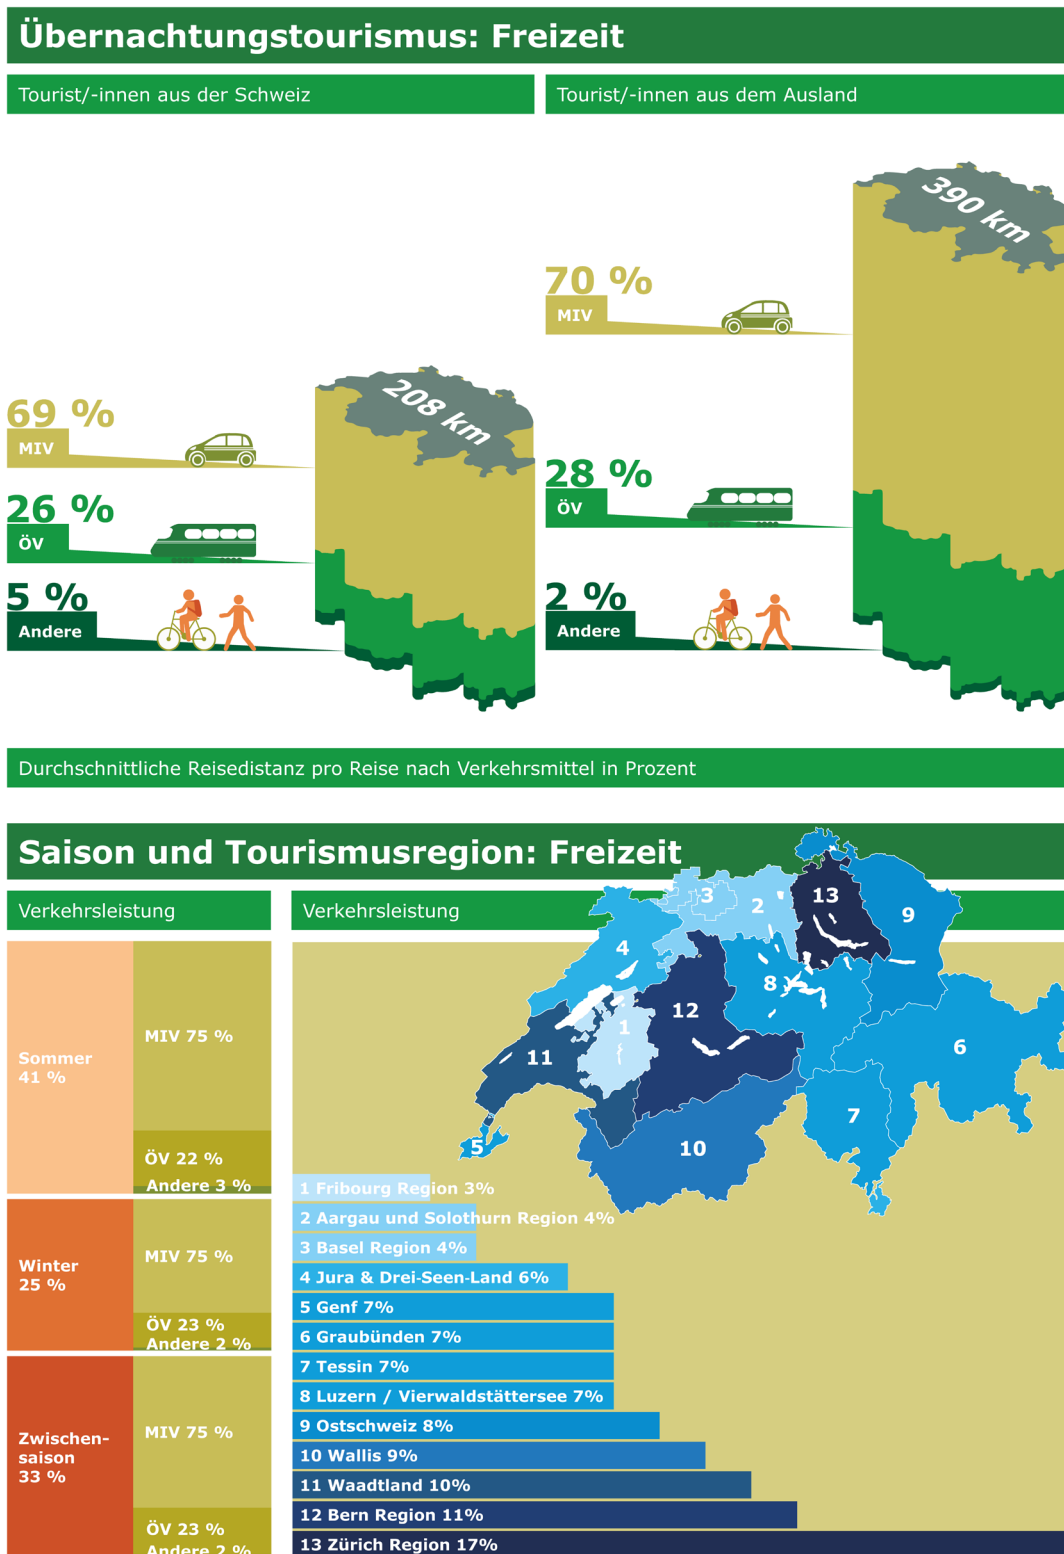 Übernachtungstourismus: Freizeit
Tourist/-innen aus der Schweiz
Tourist/-innen aus dem Ausland
390 km
70 %
MIV
208 km
69 %
MIV
28 %
ÖV
26 %
ÖV
5 %
Andere
2 %
Andere
Durchschnittliche Reisedistanz pro Reise nach Verkehrsmittel in Prozent
Saison und Tourismusregion: Freizeit
Verkehrsleistung
Verkehrsleistung
Sommer
41 %
MIV 75 %
ÖV 22 %
Andere 3 %
Winter
25 %
MIV 75 %
ÖV 23 %
Andere 2 %
Zwischen-
saison
33 %
MIV 75 %
ÖV 23 %
Andere 2 %
3
2
13
9
4
8
12
1
11
6
7
5
10
1 Fribourg Region 3%
2 Aargau und Solothurn Region 4%
3 Basel Region 4%
4 Jura & Drei-Seen-Land 6%
5 Genf 7%
6 Graubünden 7%
7 Tessin 7%
8 Luzern / Vierwaldstättersee 7%
9 Ostschweiz 8%
10 Wallis 9%
11 Waadtland 10%
12 Bern Region 11%
13 Zürich Region 17%